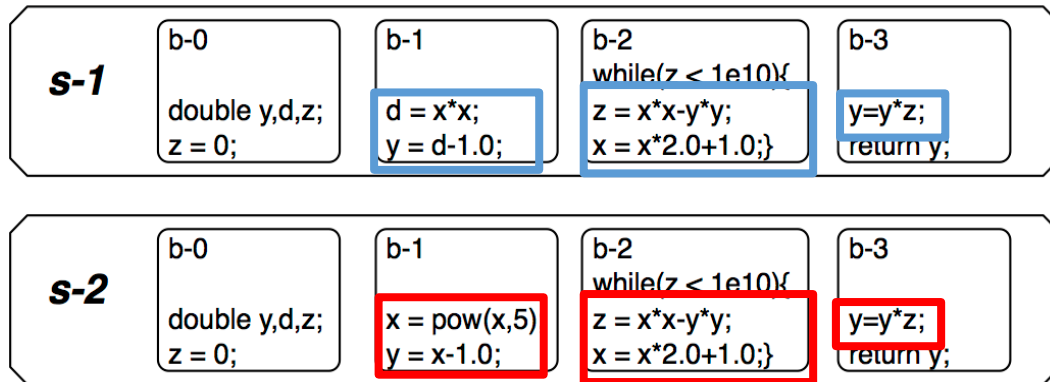 s-1
b-0
double y,d,z;
z = 0;
b-1
d = x*x;
y = d-1.0;
b-2
while(z < 1e10){
z = x*x-y*y;
x = x*2.0+1.0;}
b-3
y=y*z;
return y;
s-2
b-0
double y,d,z;
z = 0;
b-1
x = pow(x,5)
y = x-1.0;
b-2
while(z < 1e10){
z = x*x-y*y;
x = x*2.0+1.0;}
b-3
y=y*z;
return y;